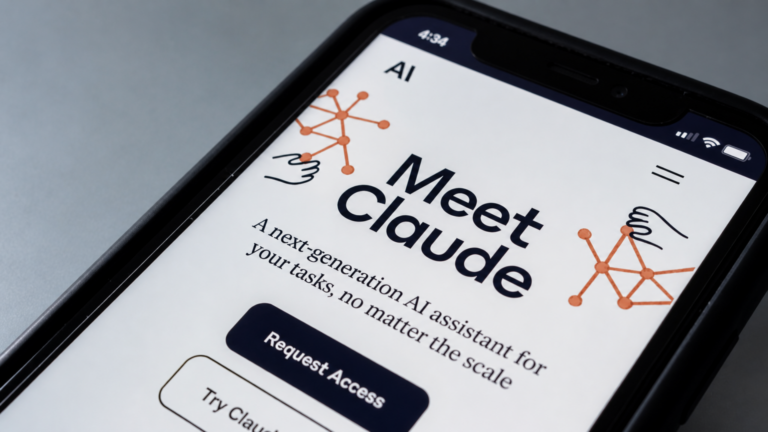 4:34
AI
Meet
Claude
A next-generation AI assistant for
your tasks, no matter the scale
Request Access
Try Claud